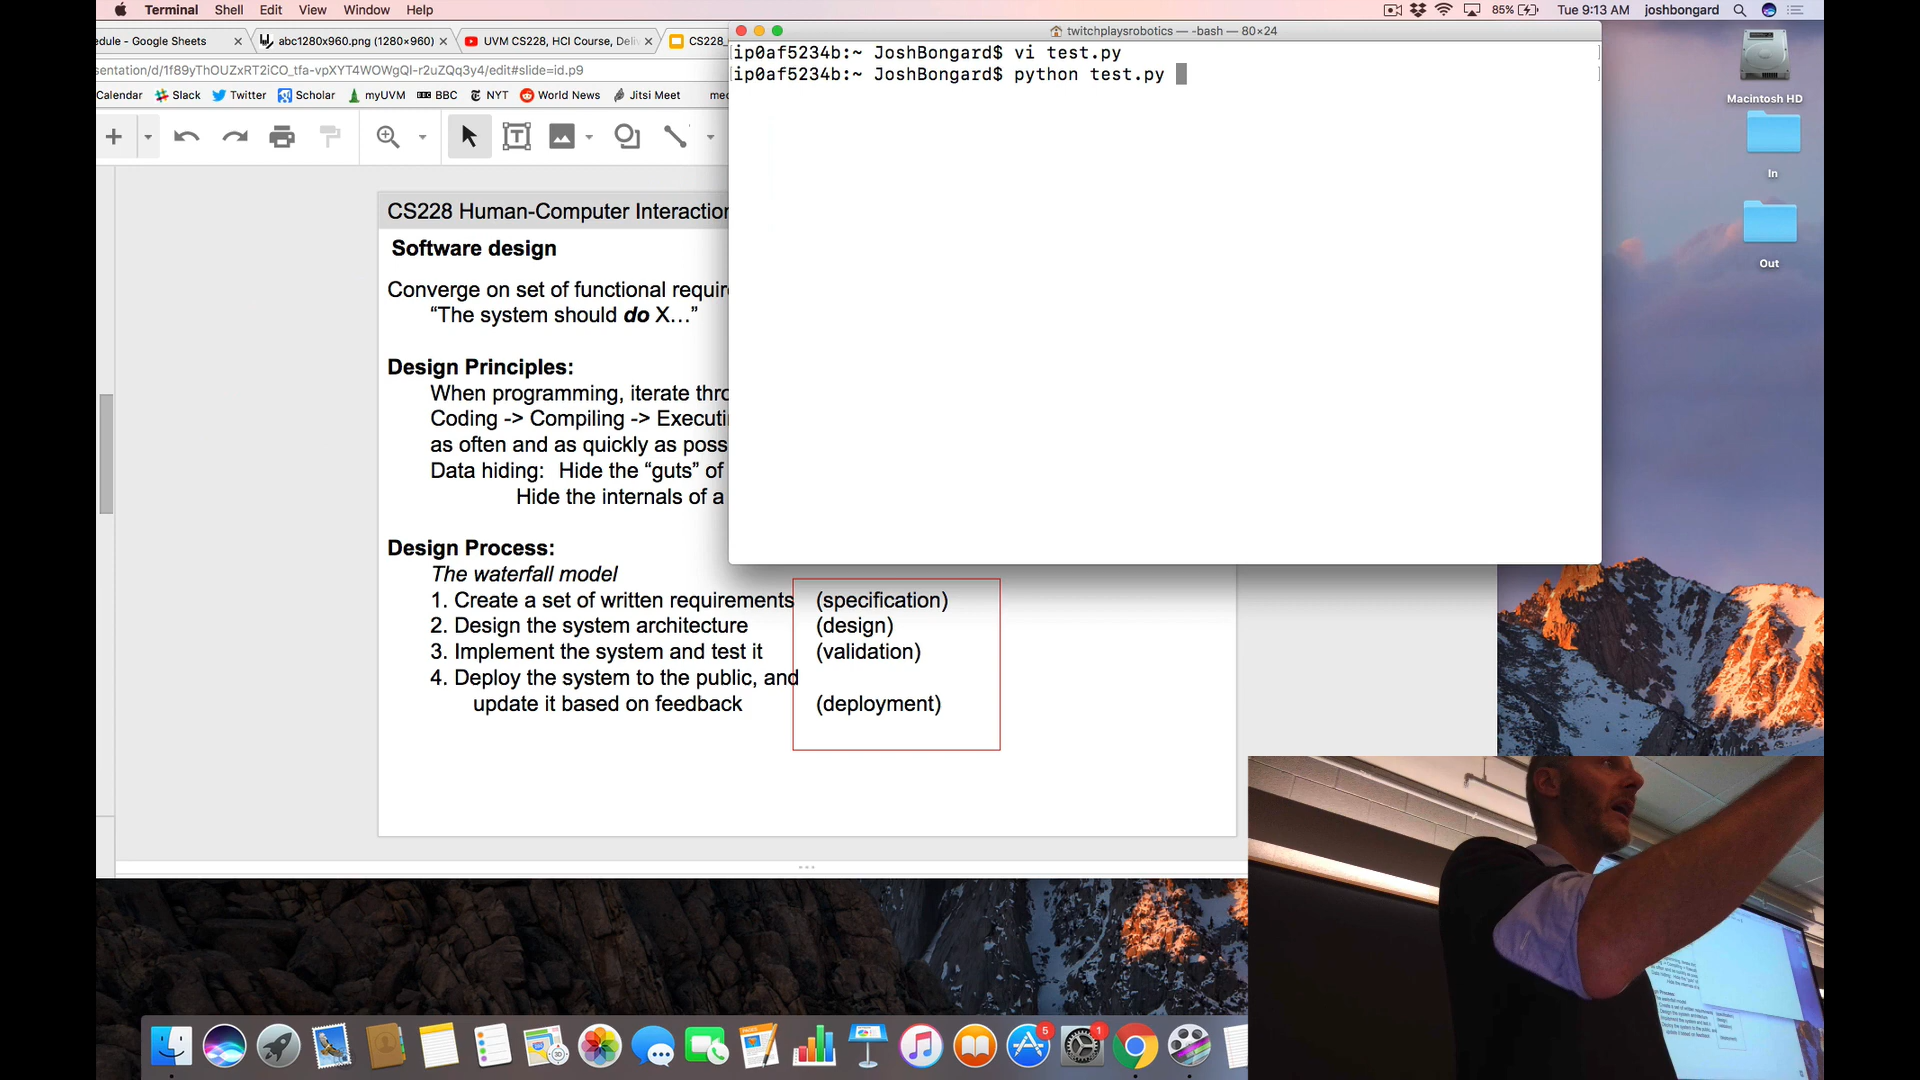 Terminal Shell Edit View Window Help
85% Tue 9:13 AM joshbongard
edule - Google Sheets abc1280x960.png (1280×960) UVM CS228, HCI Course, Deli CS228_
twitchplaysrobotics — -bash — 80×24
sentation/d/1f89yThOUZxRT2iCO_tfa-vpXYT4WOWgQI-r2uZQq3y4/edit#slide=id.p9
Calendar Slack Twitter Scholar myUVM BBC NYT World News Jitsi Meet med
ip0af5234b:~ JoshBongard$ vi test.py
ip0af5234b:~ JoshBongard$ python test.py
Macintosh HD
In
Out
CS228 Human-Computer Interaction
Software design
Converge on set of functional requir
“The system should do X…”
Design Principles:
When programming, iterate thro
Coding -> Compiling -> Executi
as often and as quickly as poss
Data hiding: Hide the “guts” of
Hide the internals of a
Design Process:
The waterfall model
1. Create a set of written requirements (specification)
2. Design the system architecture (design)
3. Implement the system and test it (validation)
4. Deploy the system to the public, and
update it based on feedback (deployment)
5
1